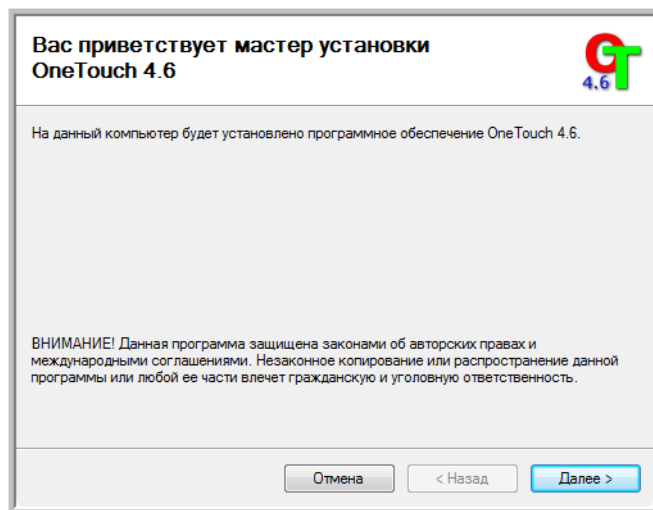 Вас приветствует мастер установки
OneTouch 4.6
OT
4.6
На данный компьютер будет установлено программное обеспечение OneTouch 4.6.
ВНИМАНИЕ! Данная программа защищена законами об авторских правах и
международными соглашениями. Незаконное копирование или распространение данной
программы или любой ее части влечет гражданскую и уголовную ответственность.
Отмена
< Назад
Далее >